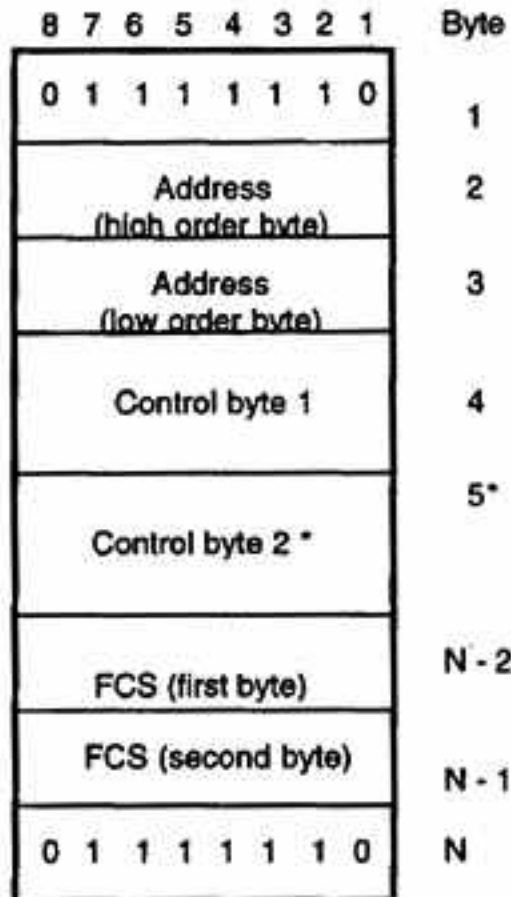 8 7 6 5 4 3 2 1 Byte
0 1 1 1 1 1 1 0 1
Address 2
(high order byte)
Address 3
(low order byte)
Control byte 1 4
5*
Control byte 2 *
N - 2
FCS (first byte)
FCS (second byte)
N - 1
0 1 1 1 1 1 1 0 N